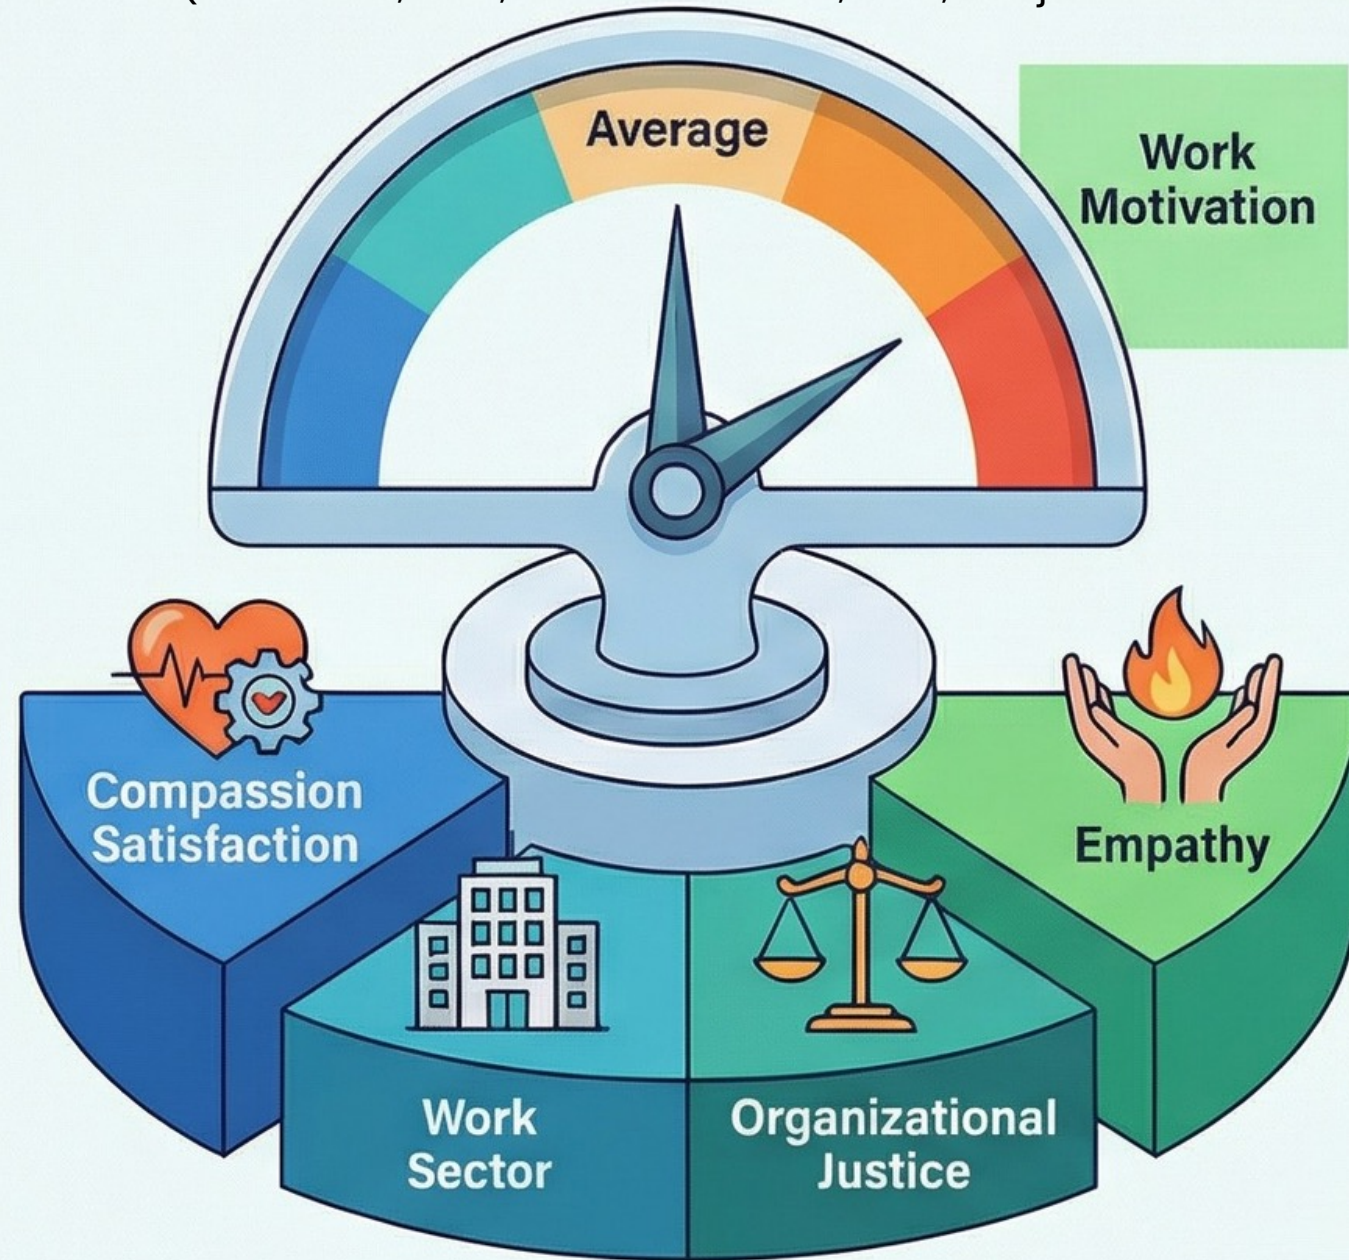 Average
Work
Motivation
Compassion
Satisfaction
Empathy
Work
Sector
Organizational
Justice